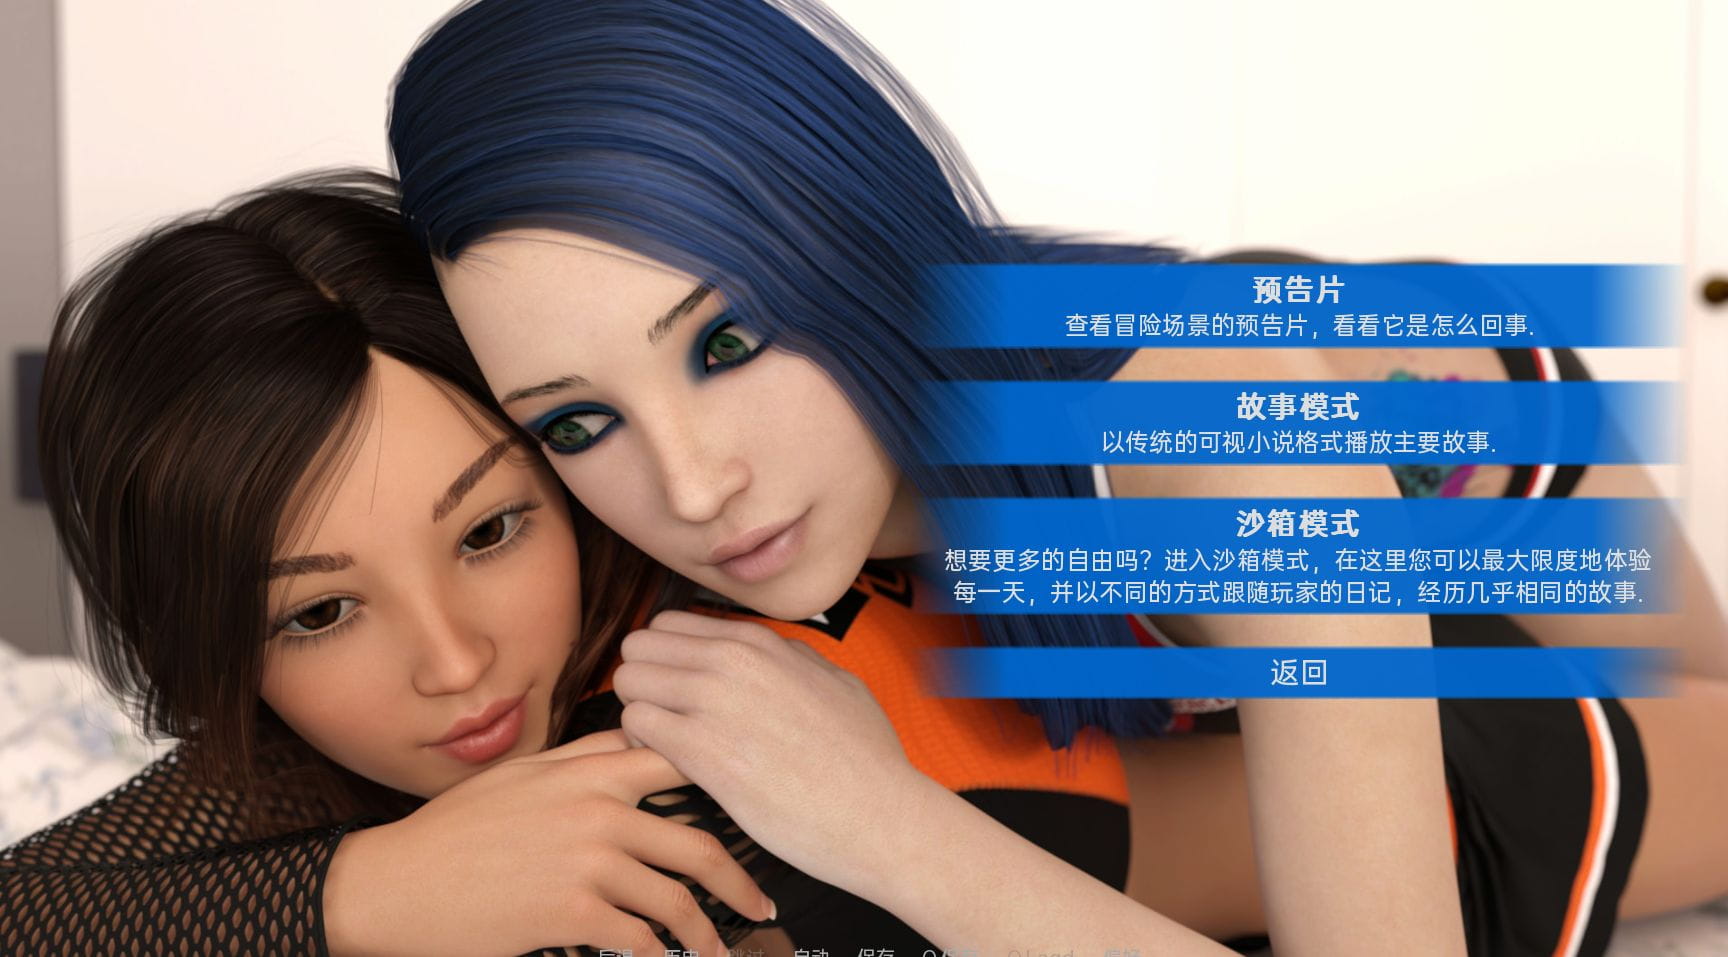 预告片
查看冒险场景的预告片，看看它是怎么回事.
故事模式
以传统的可视小说格式播放主要故事.
沙箱模式
想要更多的自由吗？进入沙箱模式，在这里您可以最大限度地体验
每一天，并以不同的方式跟随玩家的日记，经历几乎相同的故事.
返回
自动 保存